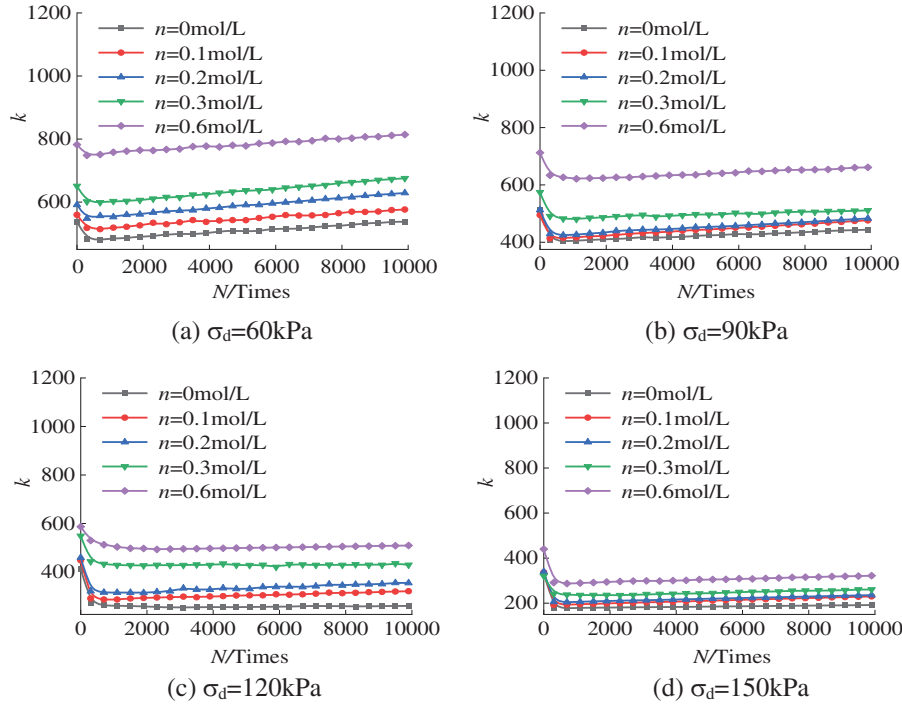 1200
1000
800
600
k
n=0mol/L
n=0.1mol/L
n=0.2mol/L
n=0.3mol/L
n=0.6mol/L
0 2000 4000 6000 8000 10000
N/Times
(a) σd=60kPa
1200
1000
800
600
400
k
n=0mol/L
n=0.1mol/L
n=0.2mol/L
n=0.3mol/L
n=0.6mol/L
0 2000 4000 6000 8000 10000
N/Times
(b) σd=90kPa
1200
1000
800
600
400
k
n=0mol/L
n=0.1mol/L
n=0.2mol/L
n=0.3mol/L
n=0.6mol/L
0 2000 4000 6000 8000 10000
N/Times
(c) σd=120kPa
1200
1000
800
600
400
200
k
n=0mol/L
n=0.1mol/L
n=0.2mol/L
n=0.3mol/L
n=0.6mol/L
0 2000 4000 6000 8000 10000
N/Times
(d) σd=150kPa